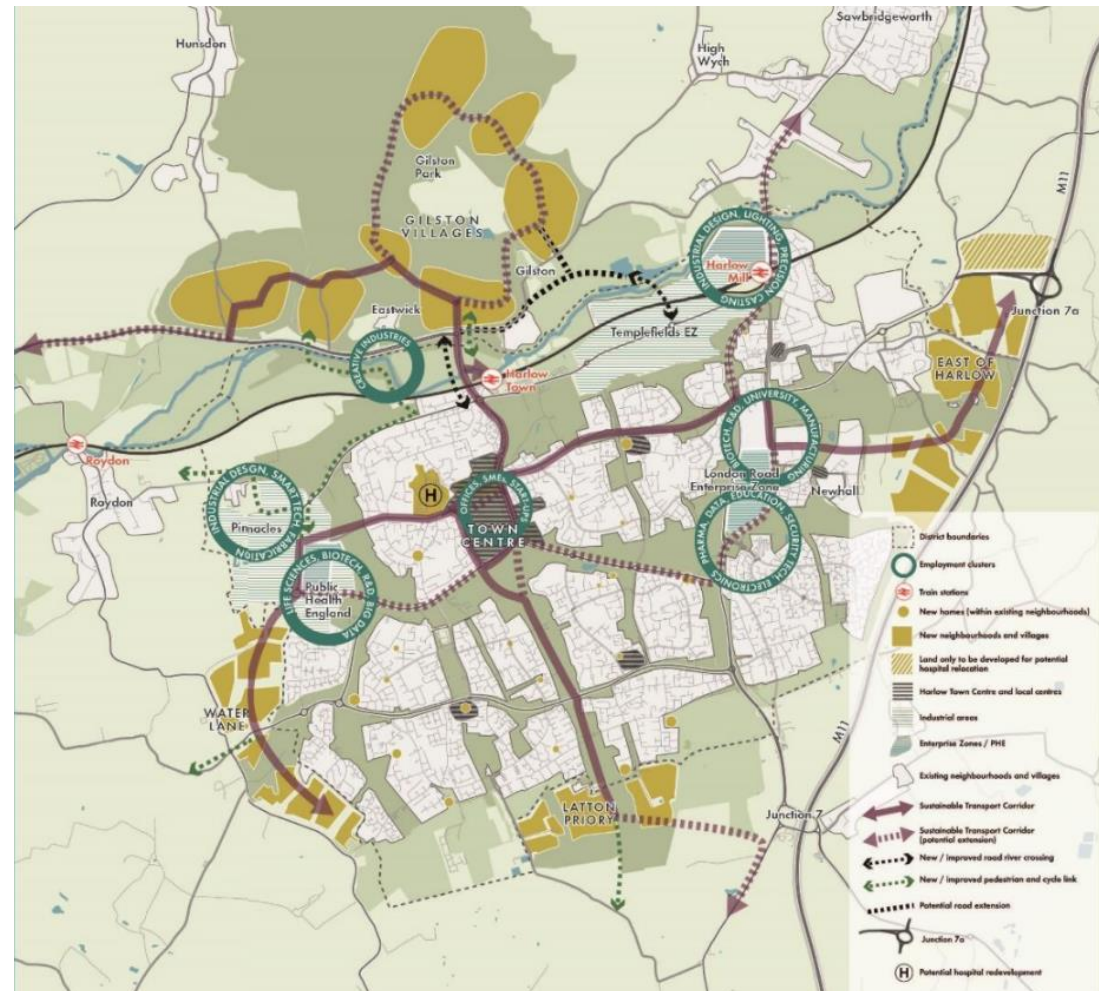 Hunsdon
Sawbridgeworth
High
Wych
M11
Gilston
Park
GILSTON
VILLAGES
Gilston
INDUSTRIAL DESIGN, LIGHTING, PRECISION CASTING
Harlow
Mill
Junction 7a
Eastwick
Templefields EZ
CREATIVE INDUSTRIES
EAST OF
HARLOW
Harlow
Town
BIOTECH, R&D, UNIVERSITY, MANUFACTURING
Roydon
Roydon
London Road
Enterprise Zone
Newhall
H
OFFICES, SMEs, START-UPS
TOWN
CENTRE
INDUSTRIAL DESIGN, SMART TECH, FABRICATION
Pinnacles
PHARMA, DATA, EDUCATION, SECURITY TECH, ELECTRONICS
LIFE SCIENCES, BIOTECH, R&D, BIG DATA
Public
Health
England
WATER
LANE
LATTON
PRIORY
Junction 7
M11
District boundaries
Employment clusters
Train stations
New homes (within existing neighbourhoods)
New neighbourhoods and villages
Land only to be developed for potential
hospital relocation
Harlow Town Centre and local centres
Industrial areas
Enterprise Zones / PHE
Existing neighbourhoods and villages
Sustainable Transport Corridor
Sustainable Transport Corridor
(potential extension)
New / improved road river crossing
New / improved pedestrian and cycle link
Potential road extension
Junction 7a
H
Potential hospital redevelopment